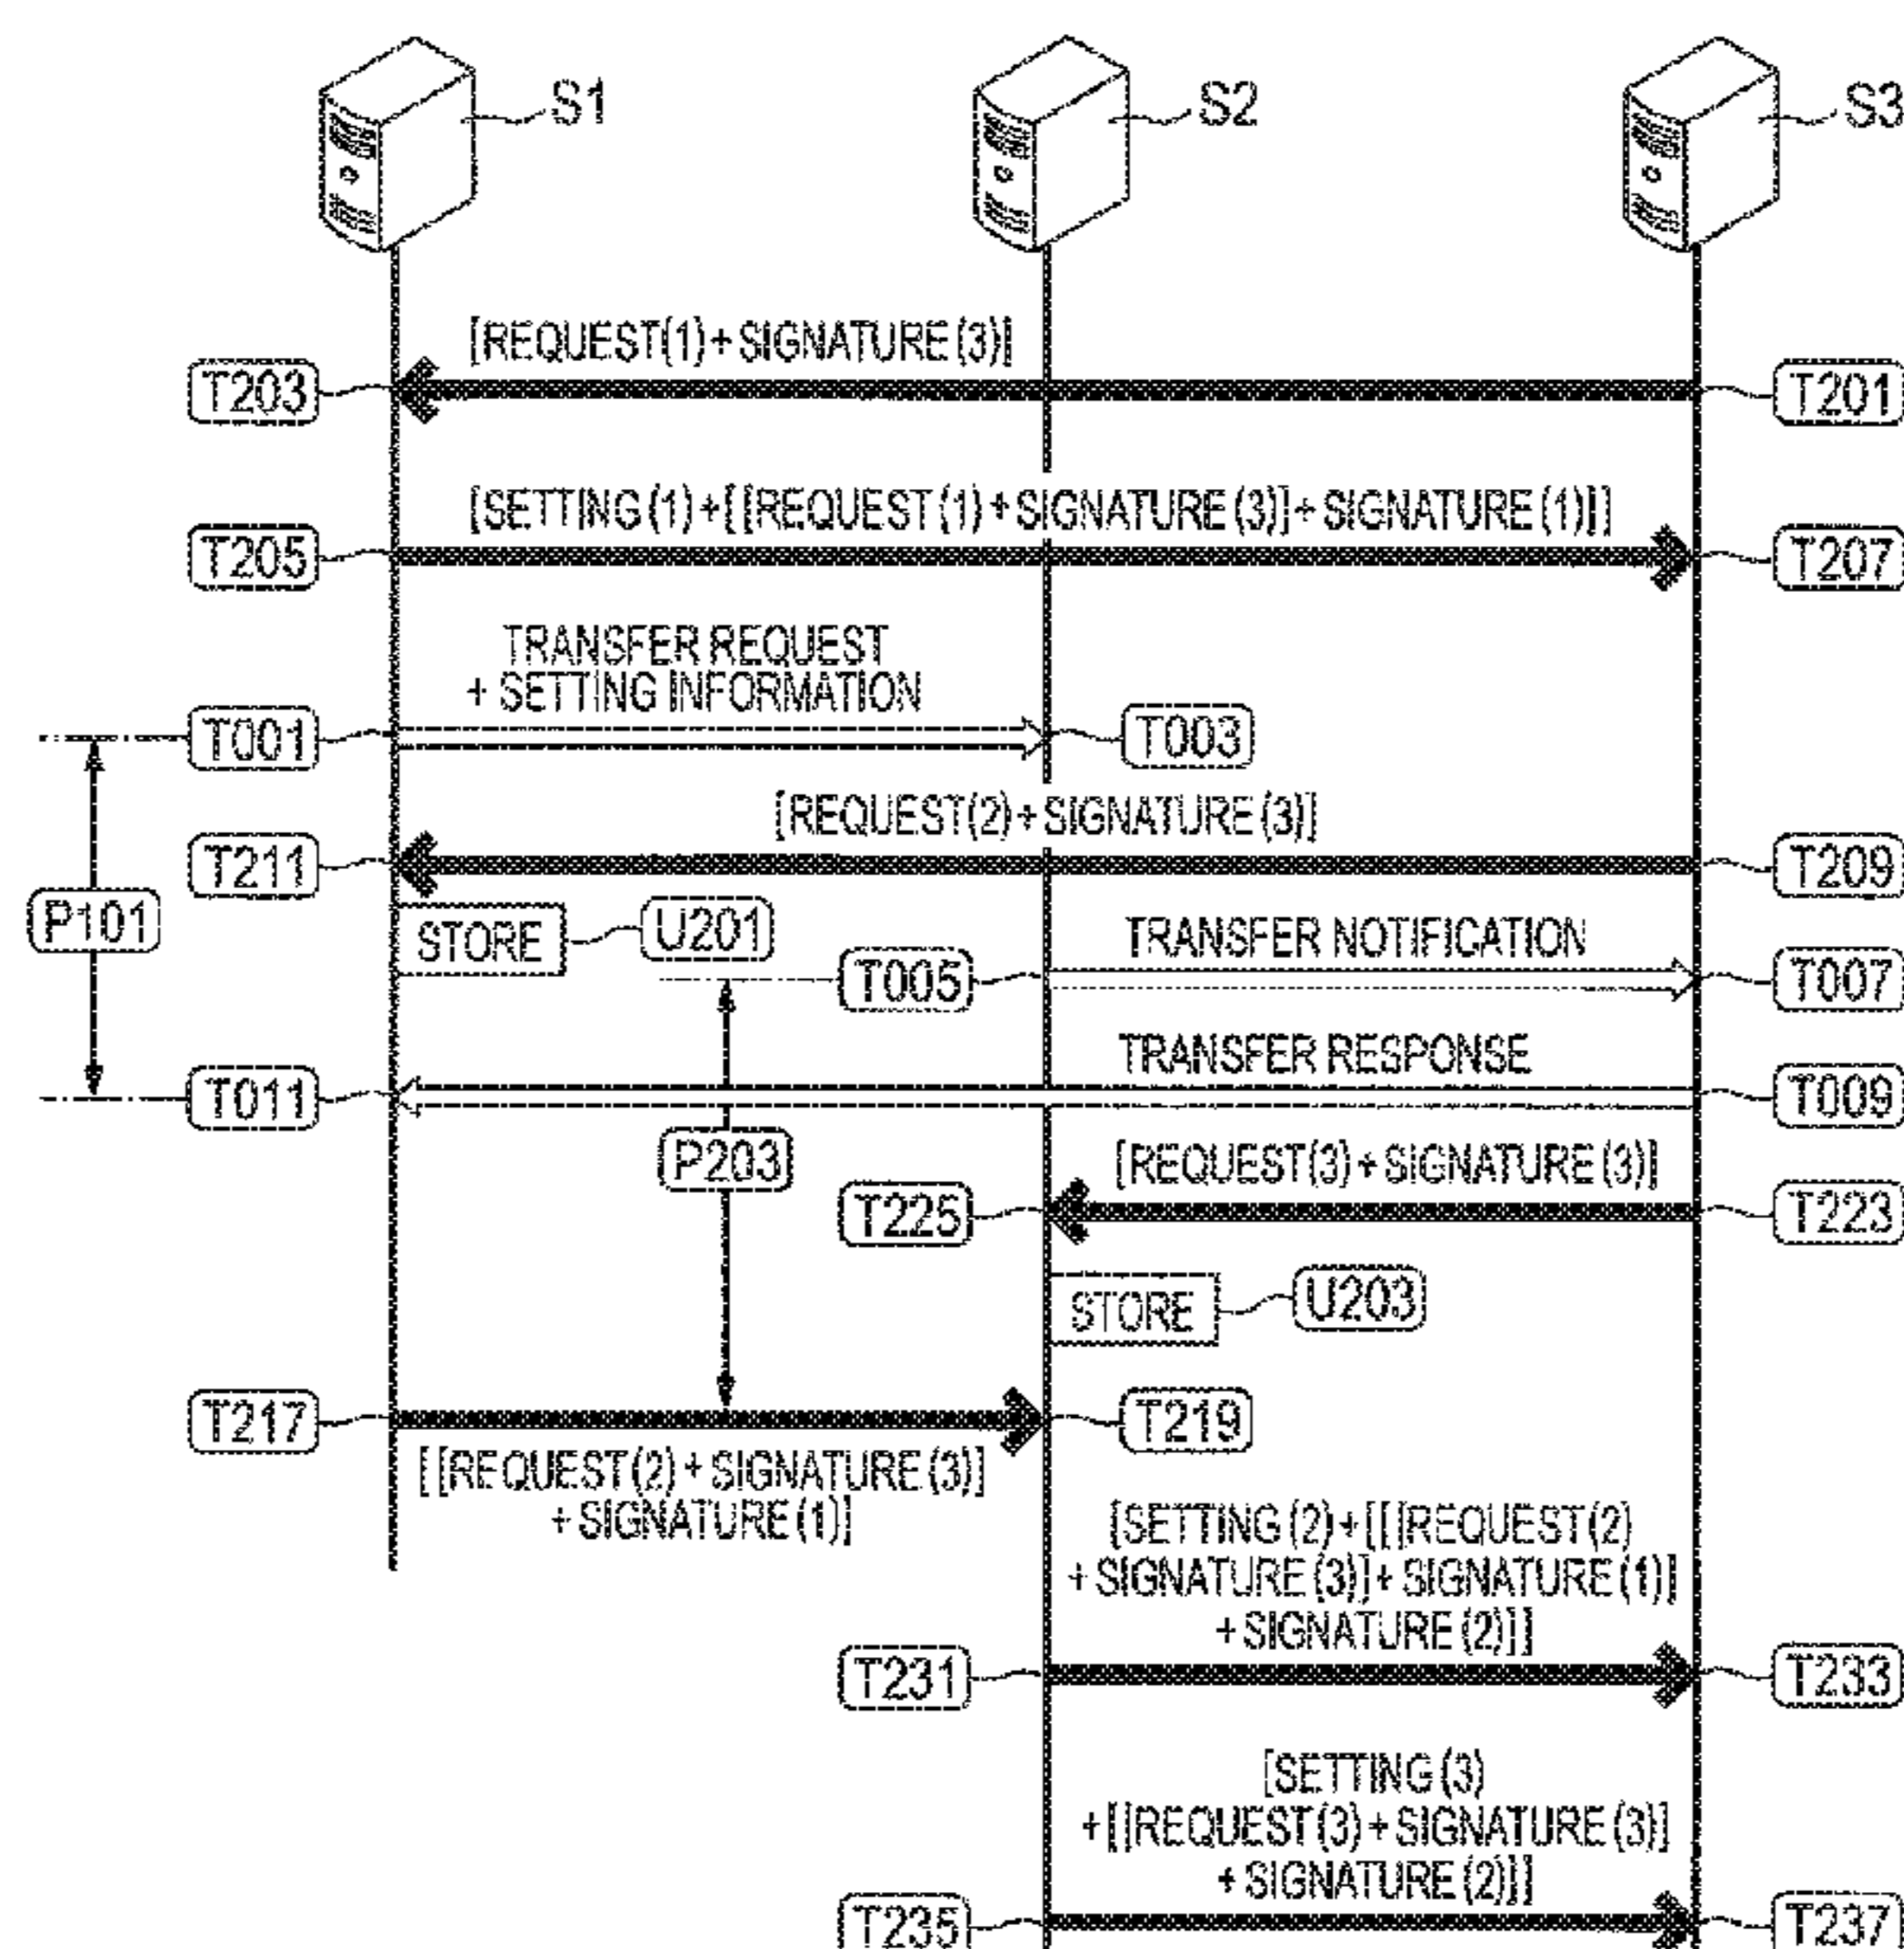 S1
S2
S3
[REQUEST(1)+SIGNATURE(3)]
T203
T201
[SETTING(1)+[[REQUEST(1)+SIGNATURE(3)]+SIGNATURE(1)]]
T205
T207
TRANSFER REQUEST
+ SETTING INFORMATION
T001
T003
[REQUEST(2)+SIGNATURE(3)]
T211
T209
P101
STORE
U201
TRANSFER NOTIFICATION
T005
T007
TRANSFER RESPONSE
T011
T009
P203
[REQUEST(3)+SIGNATURE(3)]
T225
T223
STORE
U203
T217
T219
[[REQUEST(2)+SIGNATURE(3)]
+SIGNATURE(1)]
[SETTING(2)+[[[REQUEST(2)
+SIGNATURE(3)]+SIGNATURE(1)]
+SIGNATURE(2)]]
T231
T233
[SETTING(3)
+[[REQUEST(3)+SIGNATURE(3)]
+SIGNATURE(2)]]
T235
T237